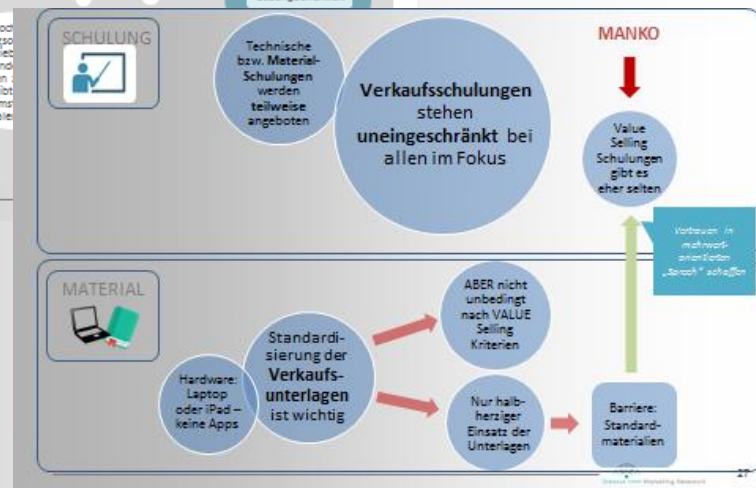 SCHULUNG
Technische
bzw. Material-
Schulungen
werden
teilweise
angeboten
Verkaufsschulungen
stehen
uneingeschränkt bei
allen im Fokus
MANKO
Value
Selling
Schulungen
gibt es
eher selten
Vertrauen in
mehrwert-
orientierten
schaffen
MATERIAL
Hardware:
Laptop
oder iPad –
keine Apps
Standardi-
sierung der
Verkaufs-
unterlagen
ist wichtig
ABER nicht
unbedingt
nach VALUE
Selling
Kriterien
Nur halb-
herziger
Einsatz der
Unterlagen
Barriere:
Standard-
materialien
Marketing Research
27